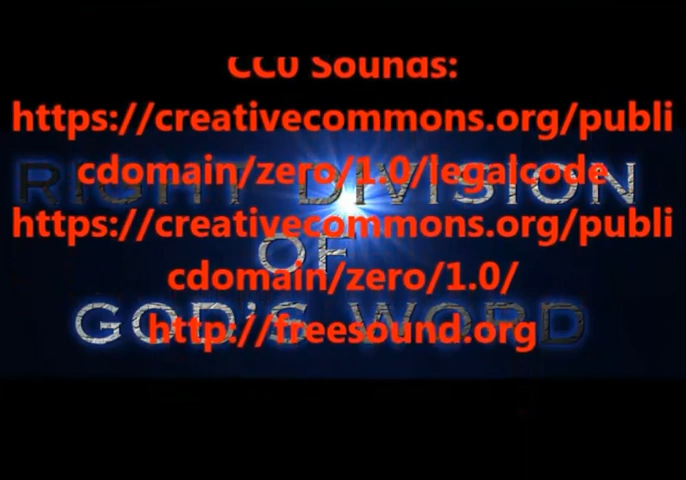 CC0 Sounds:
https://creativecommons.org/publi
cdomain/zero/1.0/legalcode
https://creativecommons.org/publi
cdomain/zero/1.0/
http://freesound.org
RIGHT DIVISION
OF
GOD'S WORD